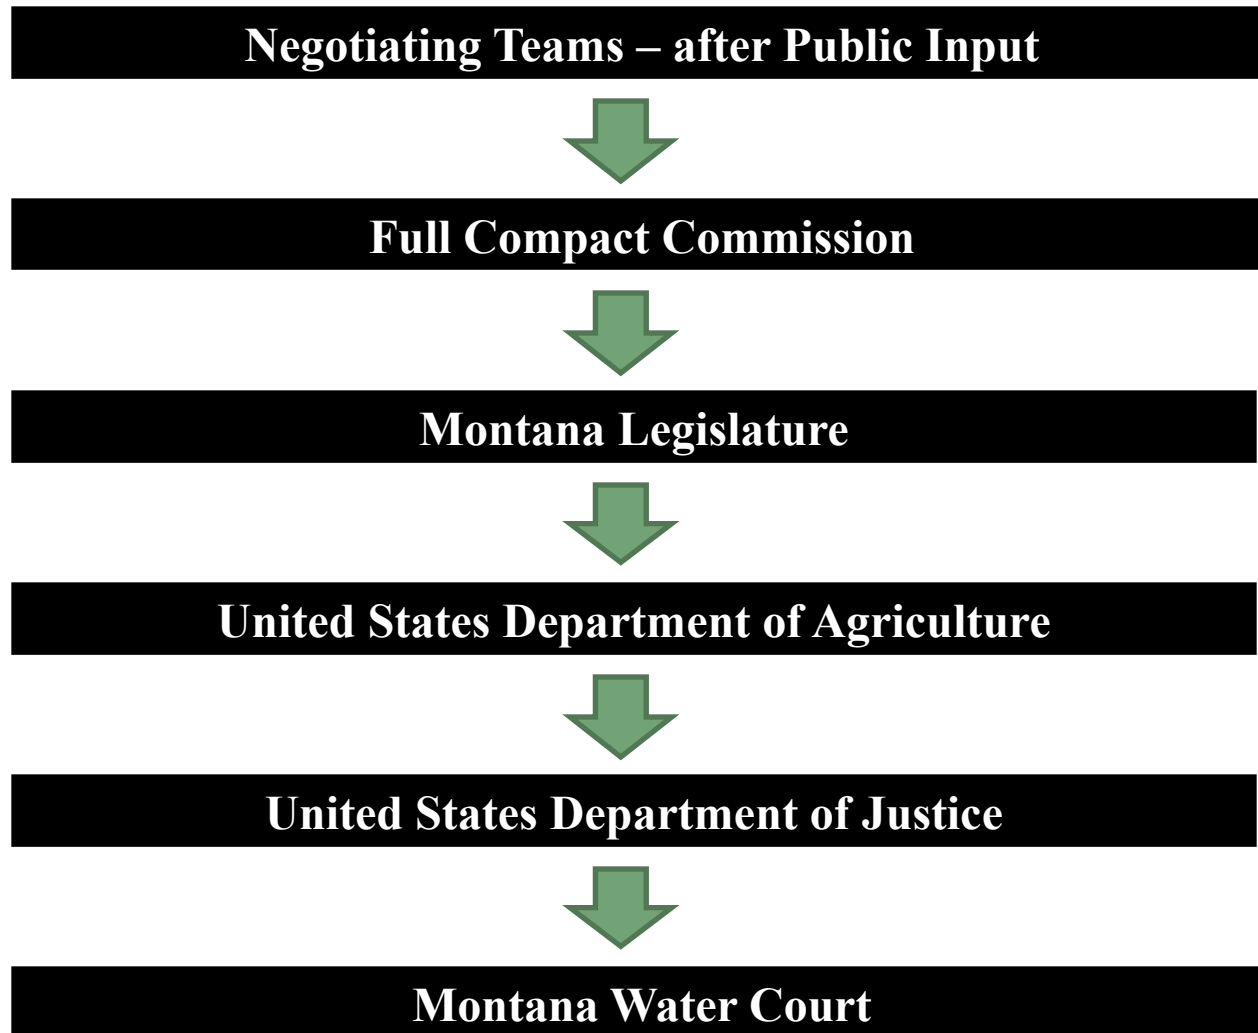 Negotiating Teams – after Public Input
Full Compact Commission
Montana Legislature
United States Department of Agriculture
United States Department of Justice
Montana Water Court